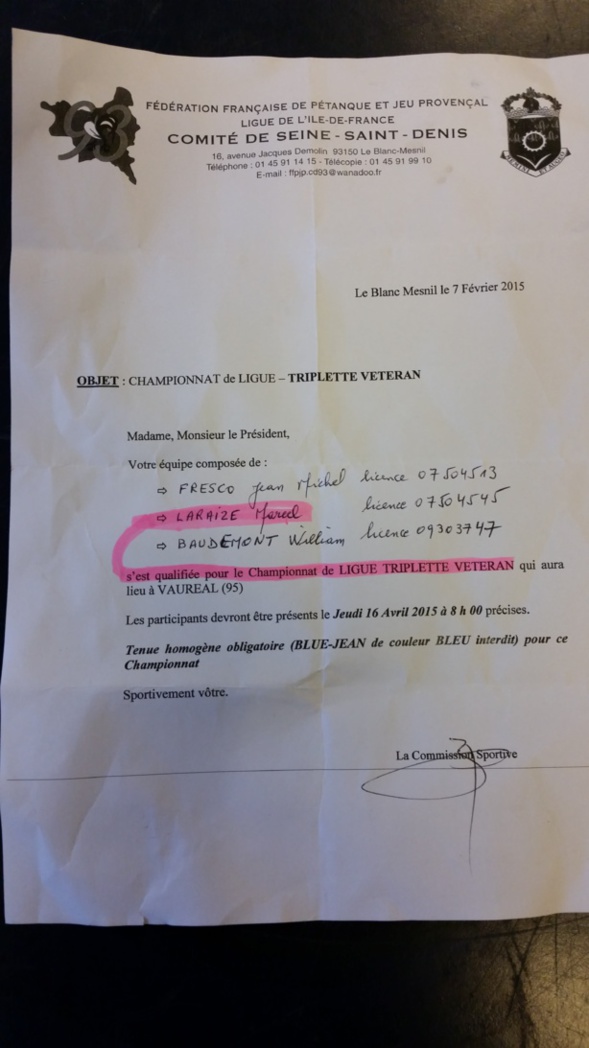 93
FÉDÉRATION FRANÇAISE DE PÉTANQUE ET JEU PROVENÇAL
LIGUE DE L'ILE-DE-FRANCE
COMITÉ DE SEINE - SAINT - DENIS
16, avenue Jacques Demolin 93150 Le Blanc-Mesnil
Téléphone : 01 45 91 14 15 - Télécopie : 01 45 91 99 10
E-mail : ffpjp.cd93@wanadoo.fr
Le Blanc Mesnil le 7 Février 2015
OBJET : CHAMPIONNAT de LIGUE – TRIPLETTE VETERAN
Madame, Monsieur le Président,
Votre équipe composée de :
⇨ FRESCO Jean Michel licence 07504513
⇨ LARAIZE Marcel licence 07504545
⇨ BAUDEMONT William licence 09303747
s'est qualifiée pour le Championnat de LIGUE TRIPLETTE VETERAN qui aura
lieu à VAUREAL (95)
Les participants devront être présents le Jeudi 16 Avril 2015 à 8 h 00 précises.
Tenue homogène obligatoire (BLUE-JEAN de couleur BLEU interdit) pour ce
Championnat
Sportivement vôtre.
La Commission Sportive